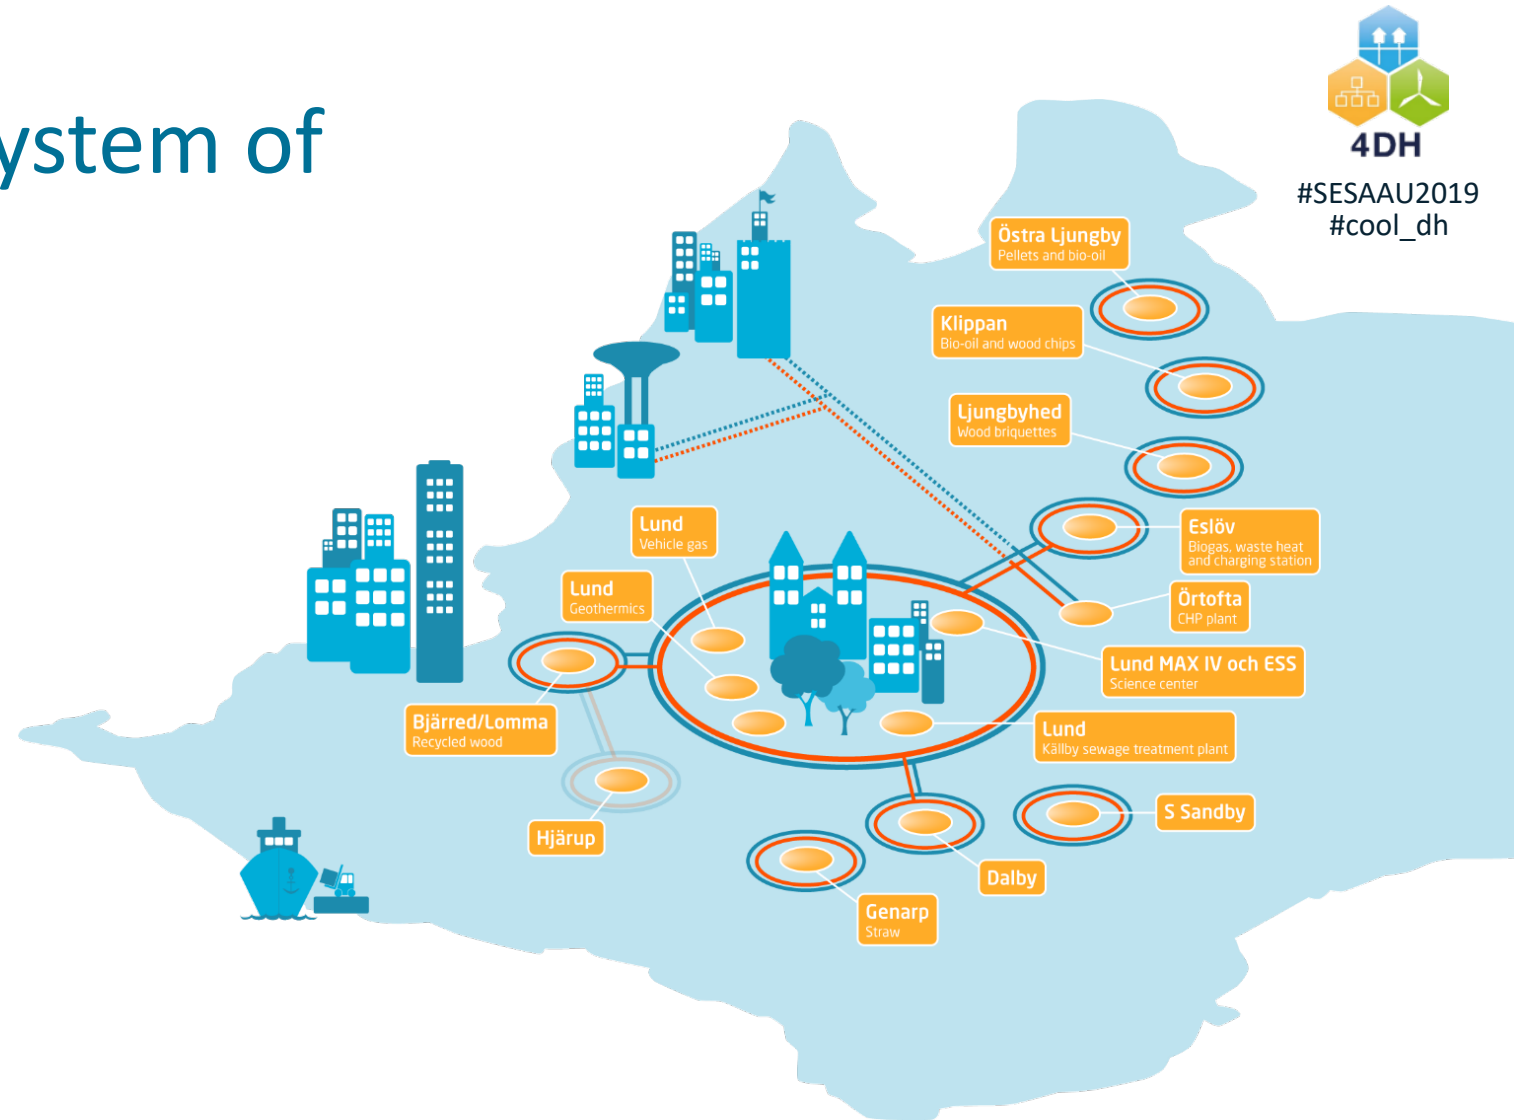 ystem of
4DH
#SESAAU2019
#cool_dh
Östra Ljungby
Pellets and bio-oil
Klippan
Bio-oil and wood chips
Ljungbyhed
Wood briquettes
Lund
Vehicle gas
Eslöv
Biogas, waste heat
and charging station
Lund
Geothermics
Örtofta
CHP plant
Lund MAX IV och ESS
Science center
Bjärred/Lomma
Recycled wood
Lund
Källby sewage treatment plant
S Sandby
Hjärup
Dalby
Genarp
Straw